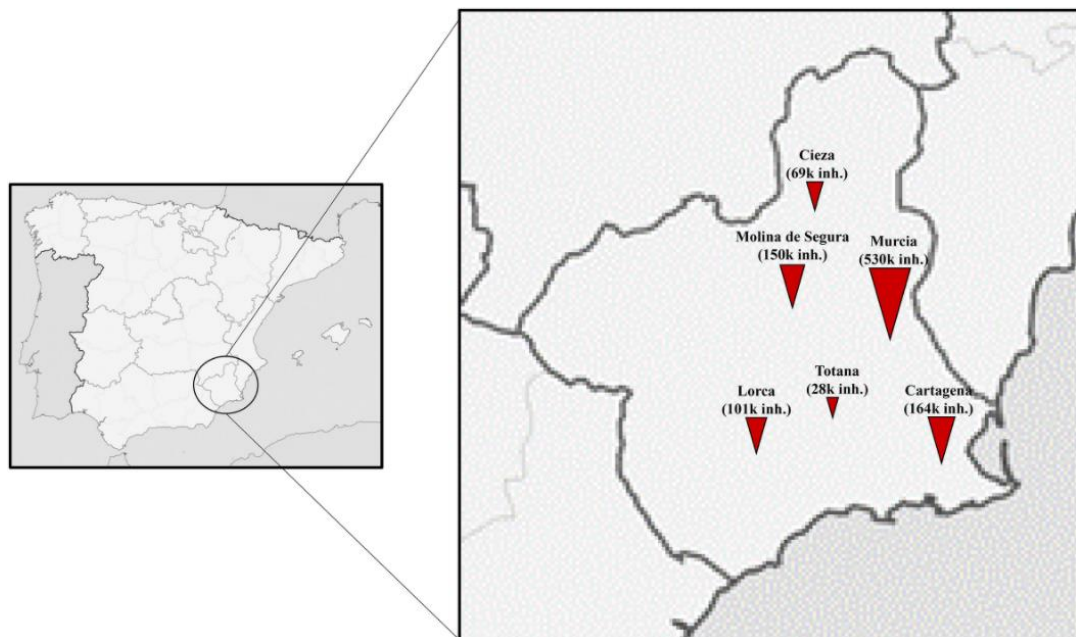 Cieza
(69k inh.)
Molina de Segura
(150k inh.)
Murcia
(530k inh.)
Totana
(28k inh.)
Lorca
(101k inh.)
Cartagena
(164k inh.)